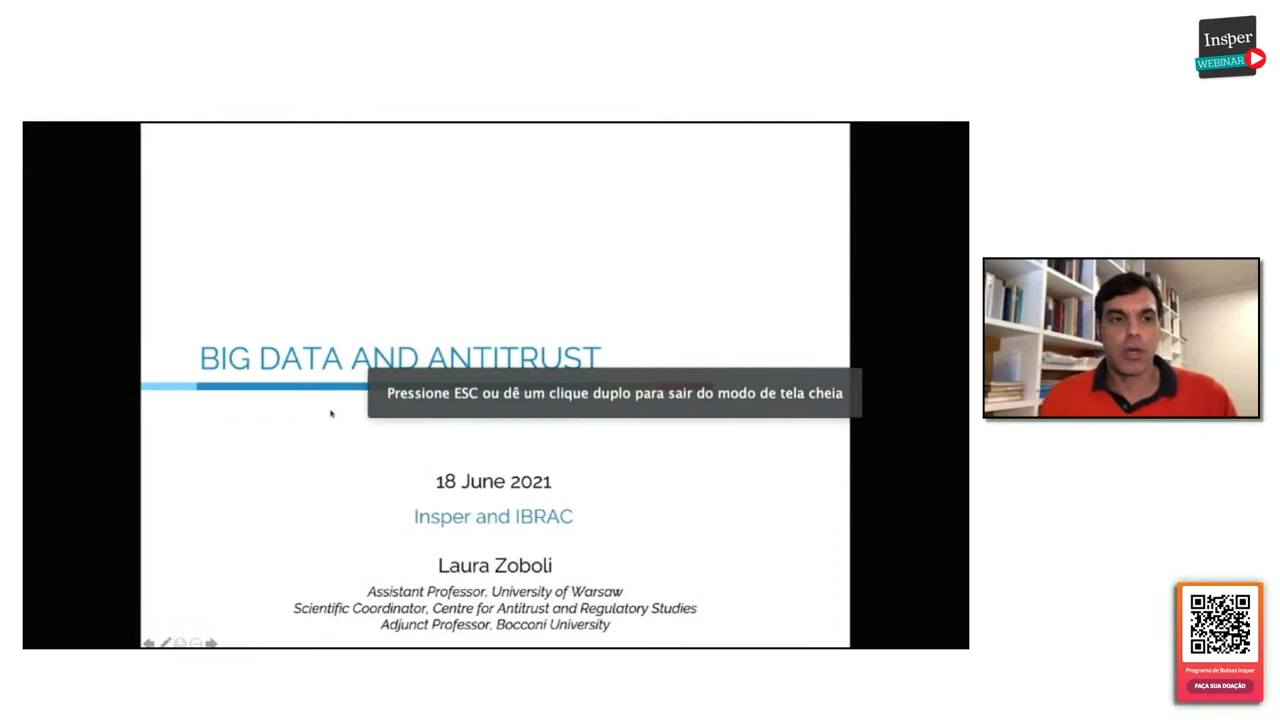 Insper
WEBINAR
BIG DATA AND ANTITRUST
Pressione ESC ou dê um clique duplo para sair do modo de tela cheia
18 June 2021
Insper and IBRAC
Laura Zoboli
Assistant Professor, University of Warsaw
Scientific Coordinator, Centre for Antitrust and Regulatory Studies
Adjunct Professor, Bocconi University
Programa de Bolsas Insper
FAÇA SUA DOAÇÃO